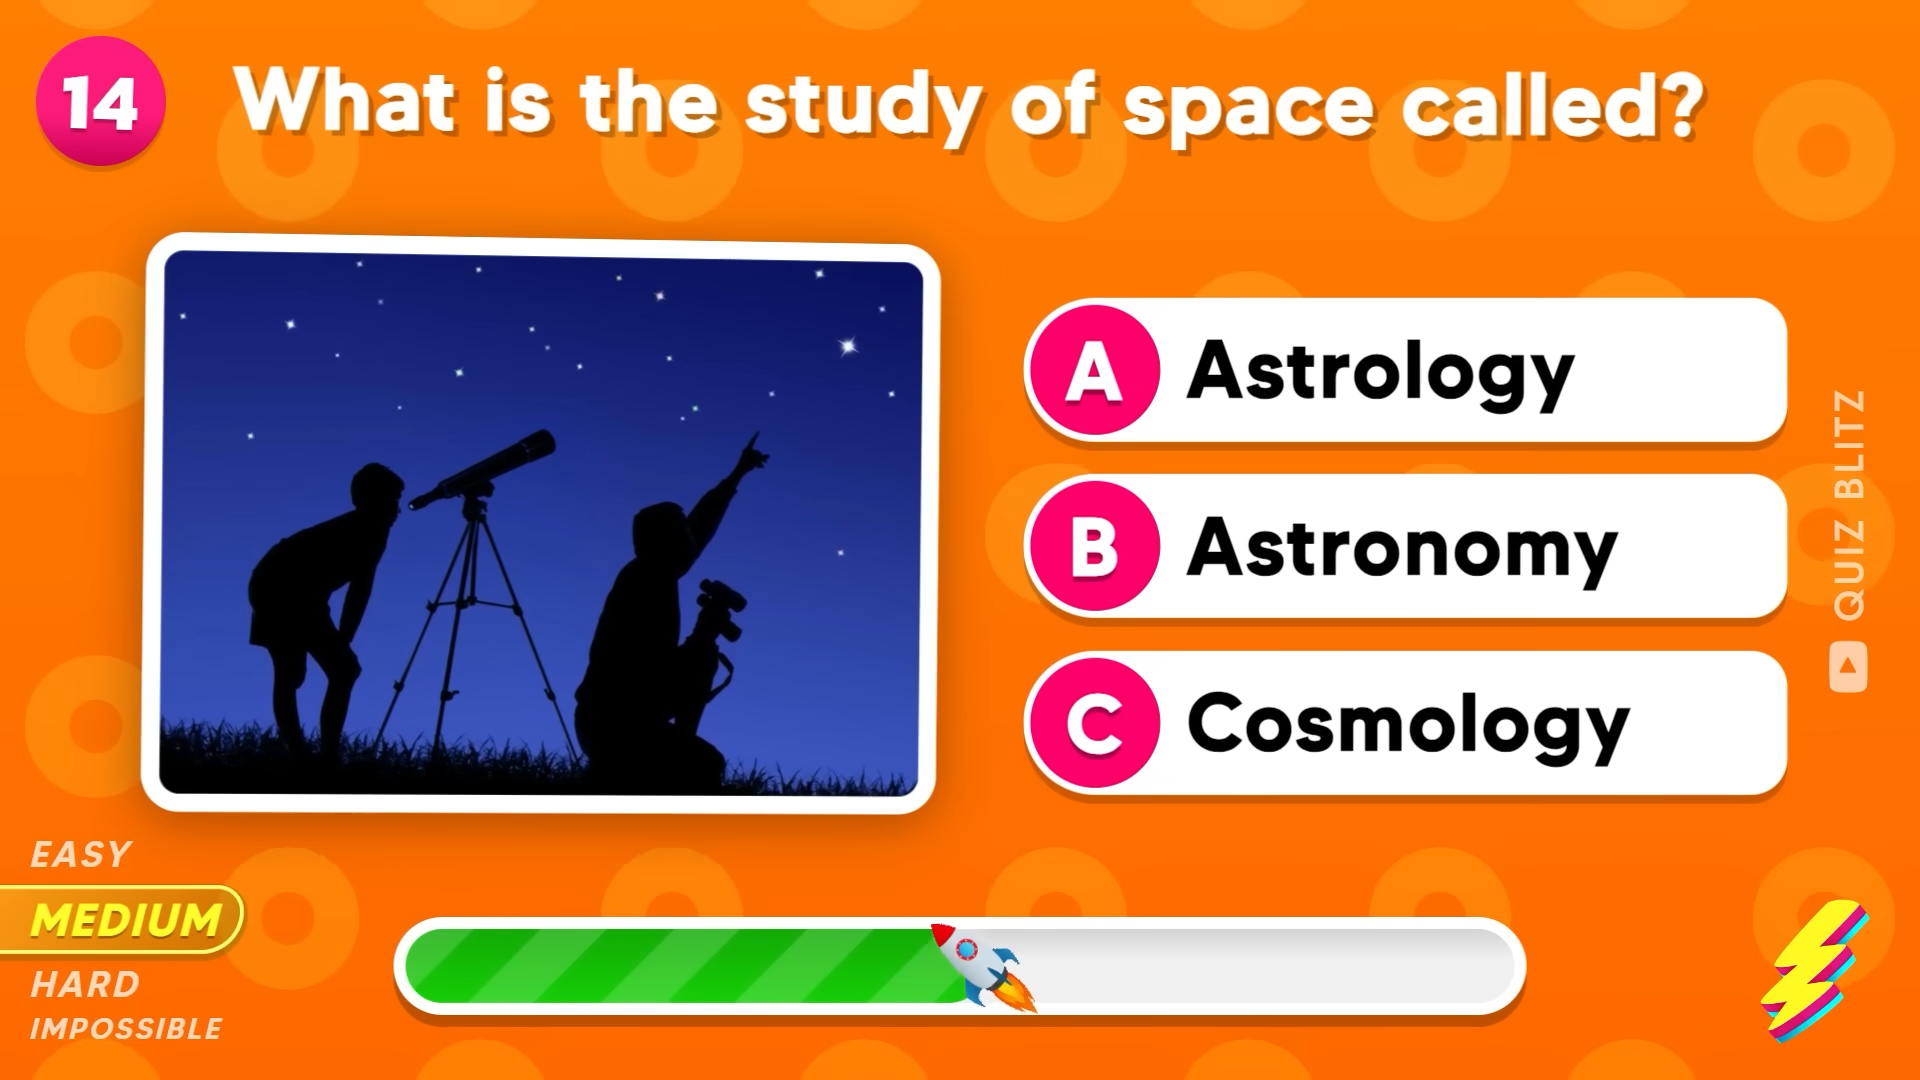 14
What is the study of space called?
A Astrology
B Astronomy
C Cosmology
QUIZ BLITZ
EASY
MEDIUM
HARD
IMPOSSIBLE